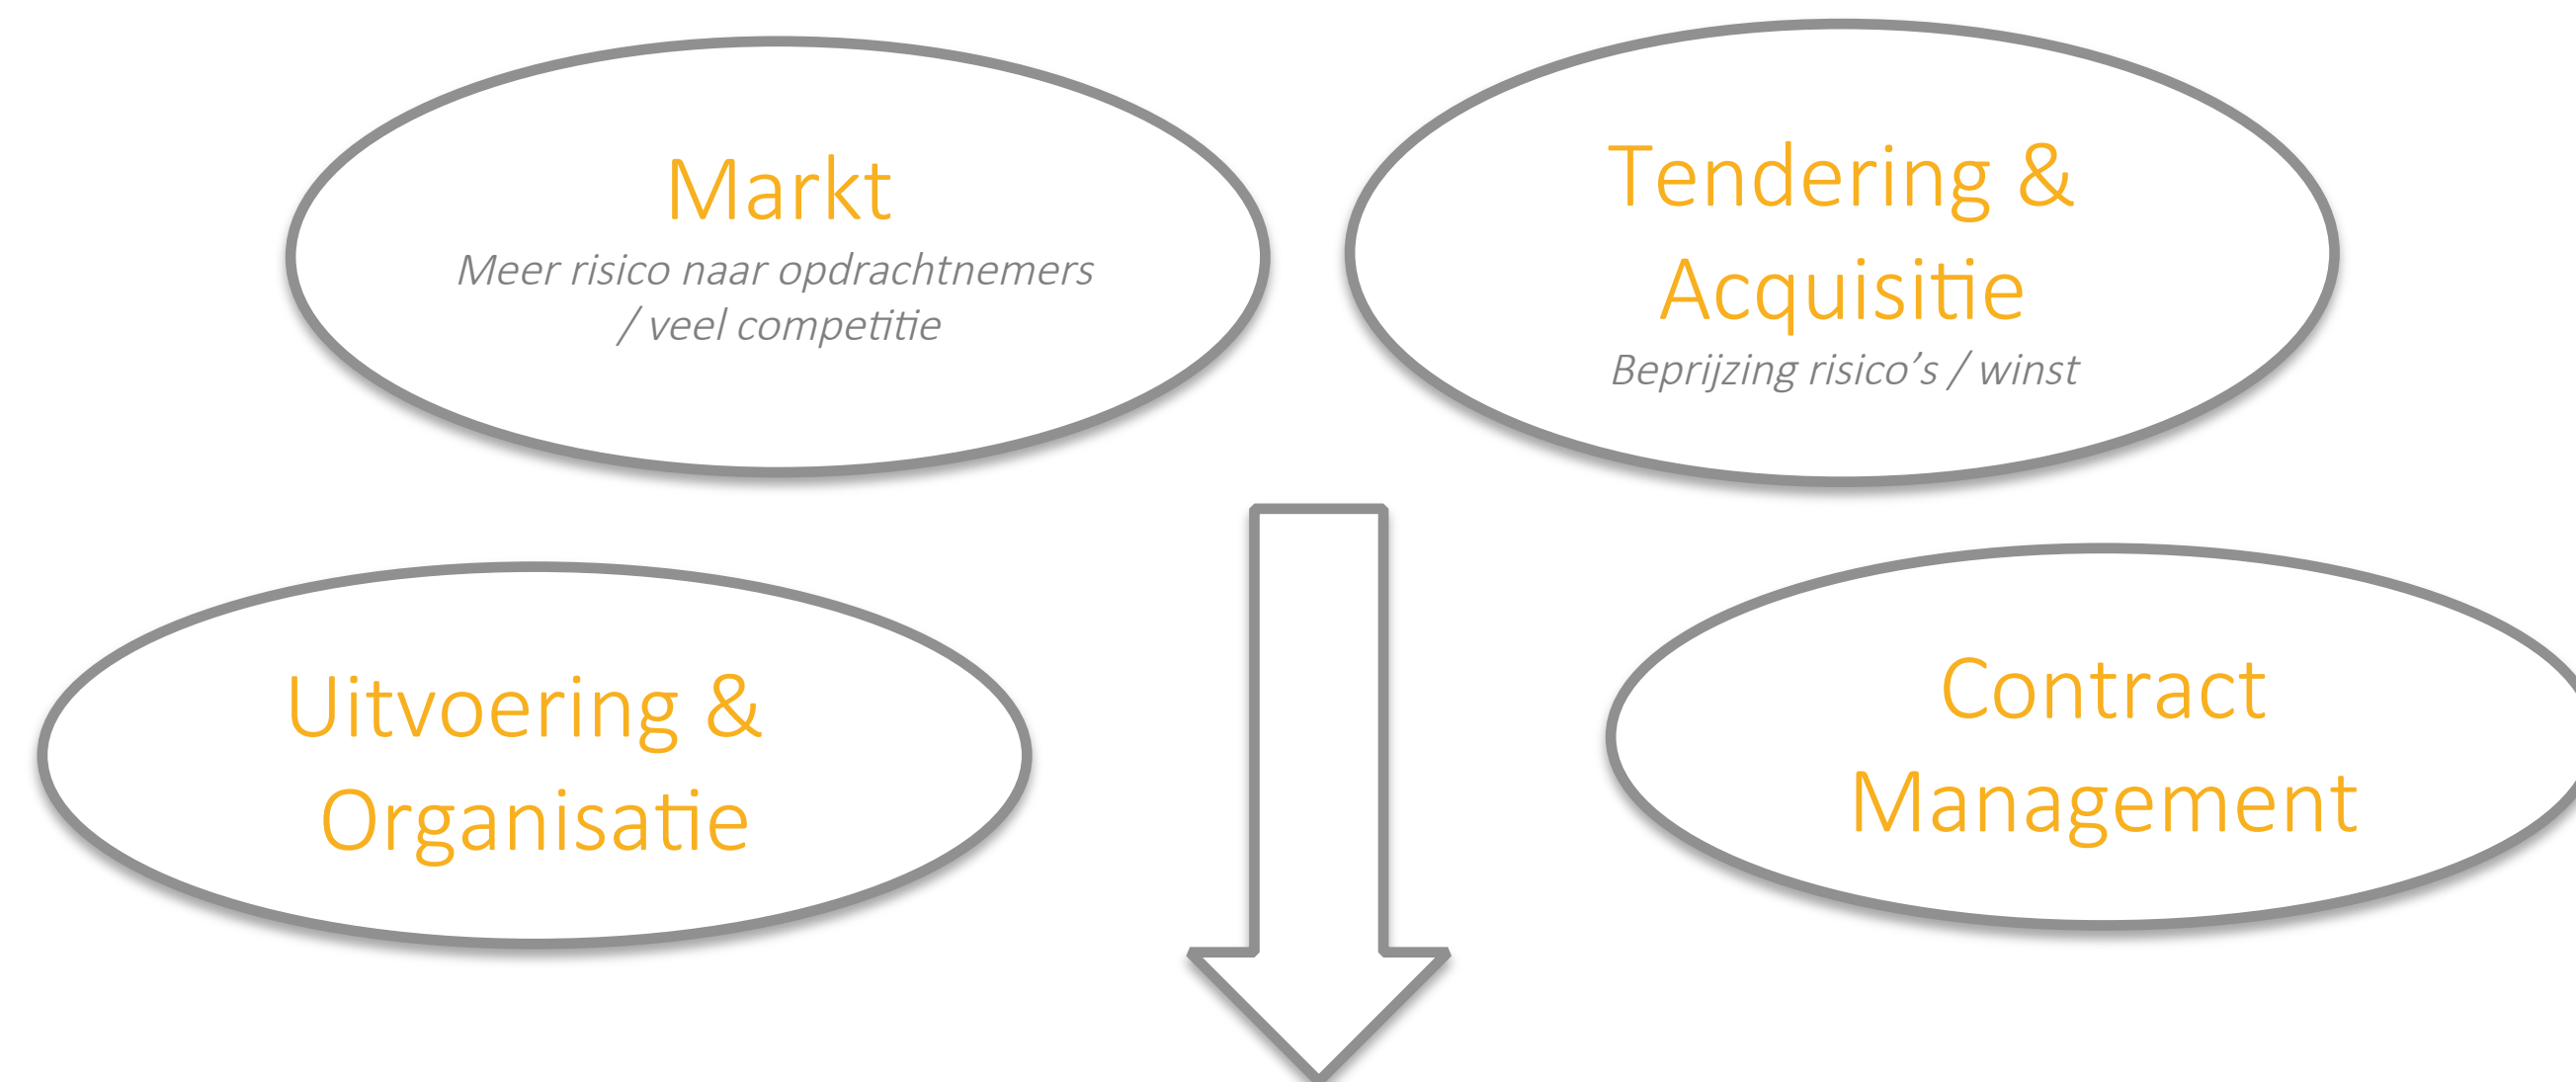 Markt
Meer risico naar opdrachtnemers
/ veel competitie
Tendering &
Acquisitie
Beprijzing risico’s / winst
Uitvoering &
Organisatie
Contract
Management